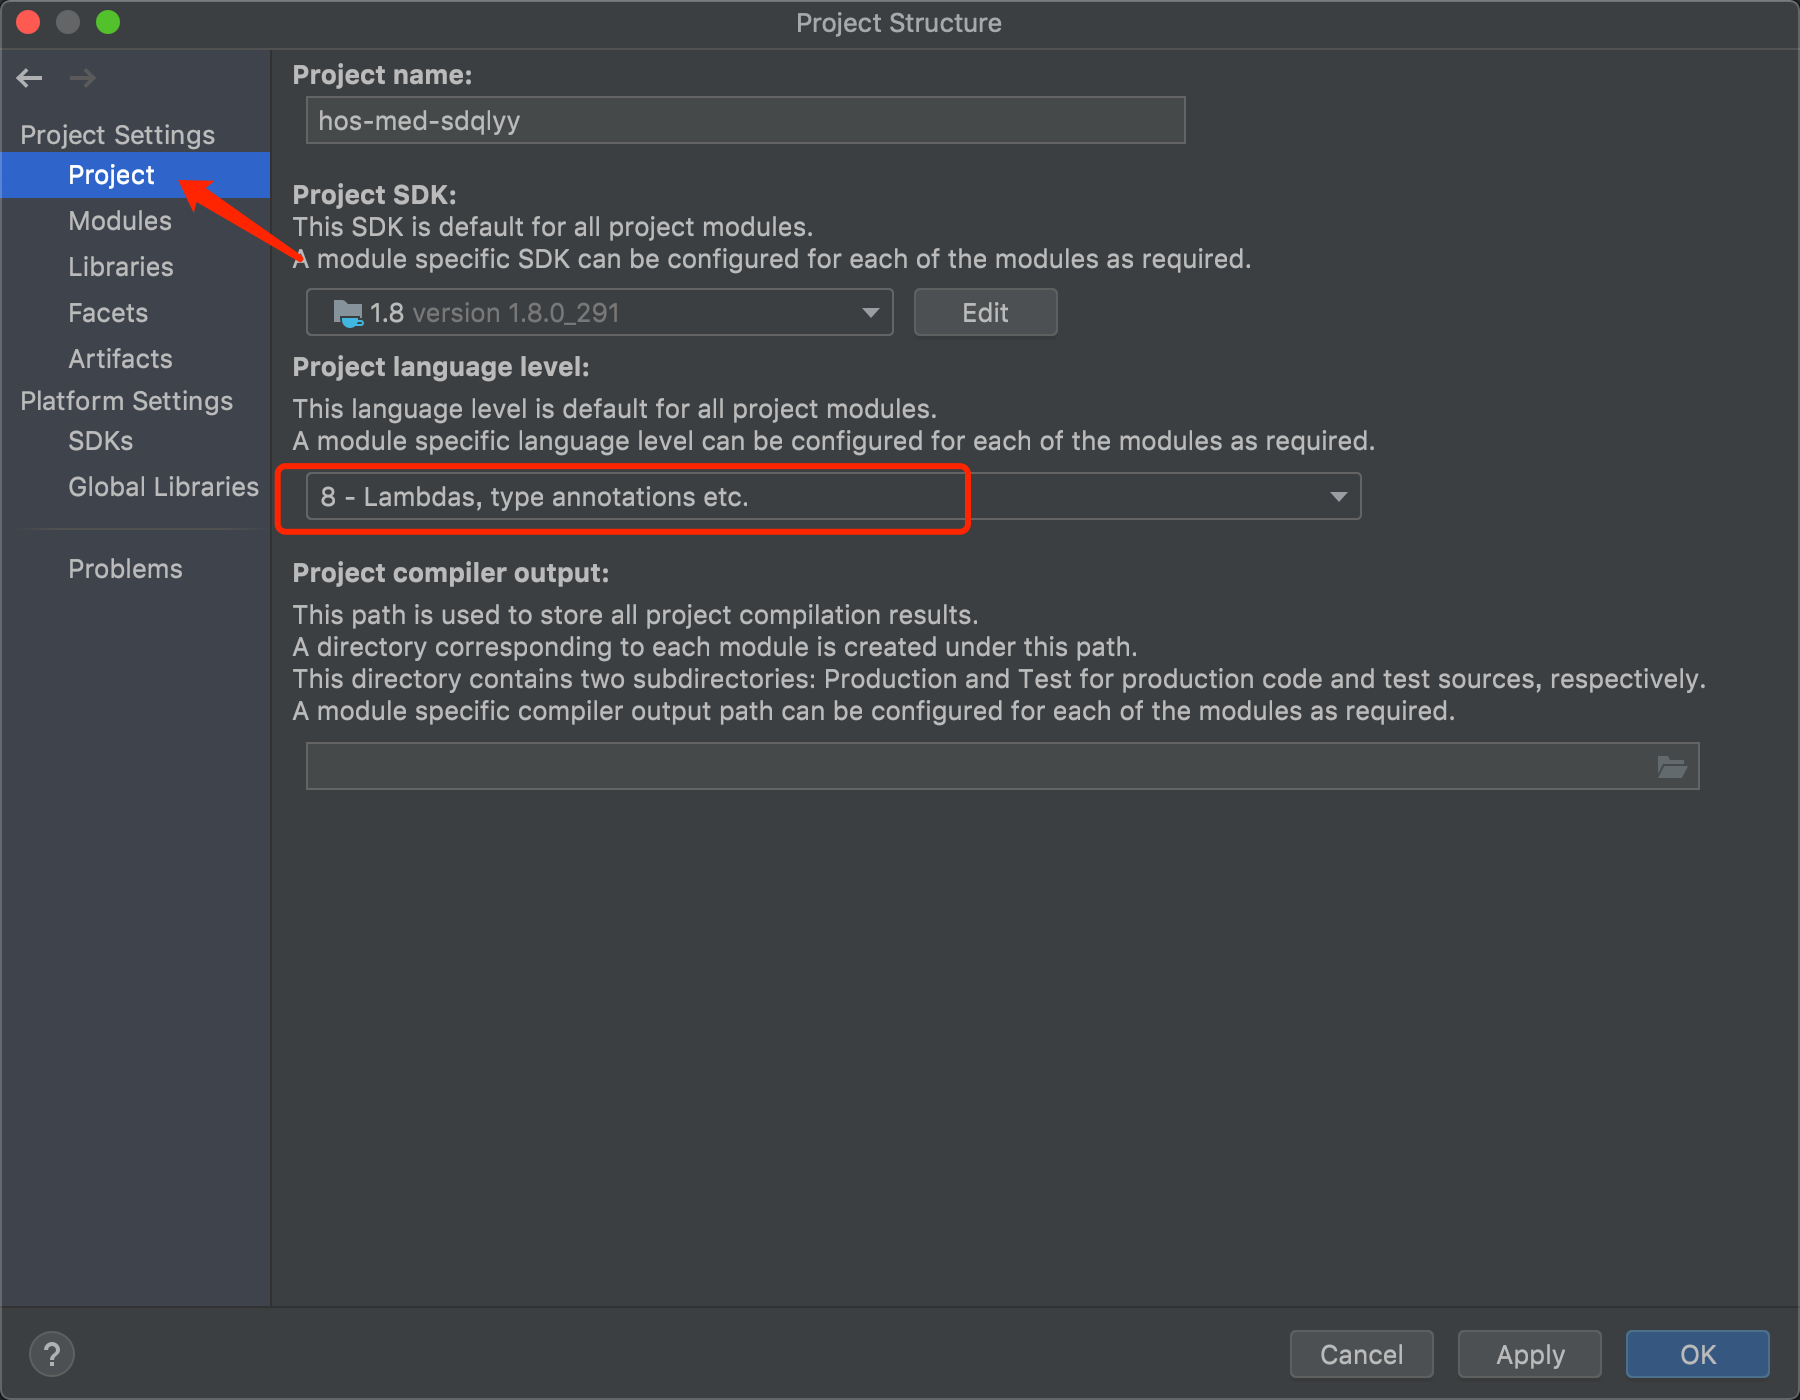 Project Structure
Project Settings
Project
Modules
Libraries
Facets
Artifacts
Platform Settings
SDKs
Global Libraries
Problems
Project name:
hos-med-sdqlyy
Project SDK:
This SDK is default for all project modules.
A module specific SDK can be configured for each of the modules as required.
1.8 version 1.8.0_291
Edit
Project language level:
This language level is default for all project modules.
A module specific language level can be configured for each of the modules as required.
8 - Lambdas, type annotations etc.
Project compiler output:
This path is used to store all project compilation results.
A directory corresponding to each module is created under this path.
This directory contains two subdirectories: Production and Test for production code and test sources, respectively.
A module specific compiler output path can be configured for each of the modules as required.
?
Cancel
Apply
OK